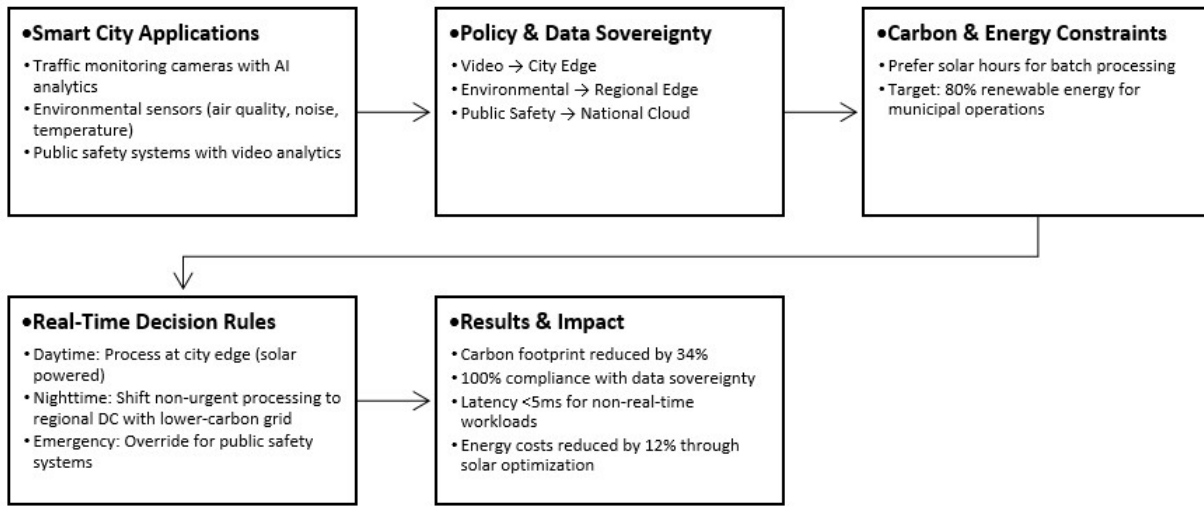 •Smart City Applications
• Traffic monitoring cameras with AI
analytics
• Environmental sensors (air quality, noise,
temperature)
• Public safety systems with video analytics
•Policy & Data Sovereignty
• Video → City Edge
• Environmental → Regional Edge
• Public Safety → National Cloud
•Carbon & Energy Constraints
• Prefer solar hours for batch processing
• Target: 80% renewable energy for
municipal operations
•Real-Time Decision Rules
• Daytime: Process at city edge (solar
powered)
• Nighttime: Shift non-urgent processing to
regional DC with lower-carbon grid
• Emergency: Override for public safety
systems
•Results & Impact
• Carbon footprint reduced by 34%
• 100% compliance with data sovereignty
• Latency <5ms for non-real-time
workloads
• Energy costs reduced by 12% through
solar optimization